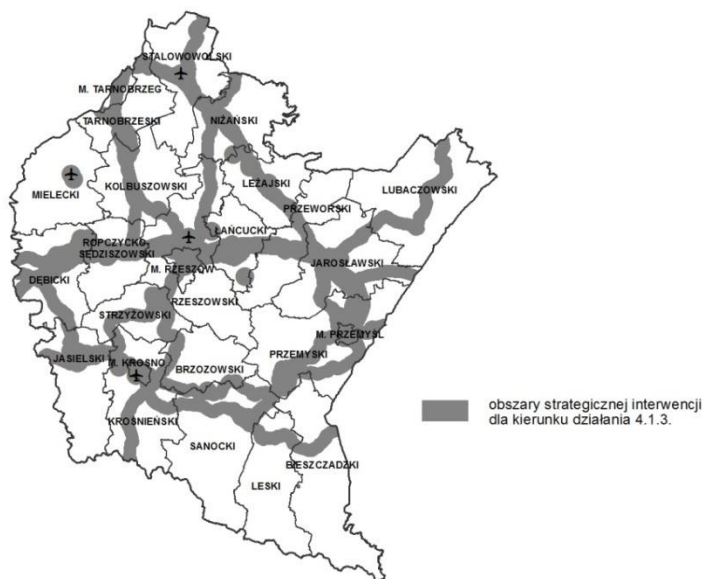 STALOWOWOLSKI
M. TARNOBRZEG
TARNOBRZESKI
NIŻAŃSKI
MIELECKI
KOLBUSZOWSKI
LEŻAJSKI
LUBACZOWSKI
PRZEWORSKI
ŁAŃCUCKI
ROPCZYCKO-
SĘDZISZOWSKI
M. RZESZÓW
JAROSŁAWSKI
DĘBICKI
RZESZOWSKI
STRZYŻOWSKI
M. PRZEMYŚL
JASIELSKI
M. KROSNO
BRZOZOWSKI
PRZEMYSKI
KROŚNIEŃSKI
SANOCKI
BIESZCZADZKI
LESKI
obszary strategicznej interwencji
dla kierunku działania 4.1.3.